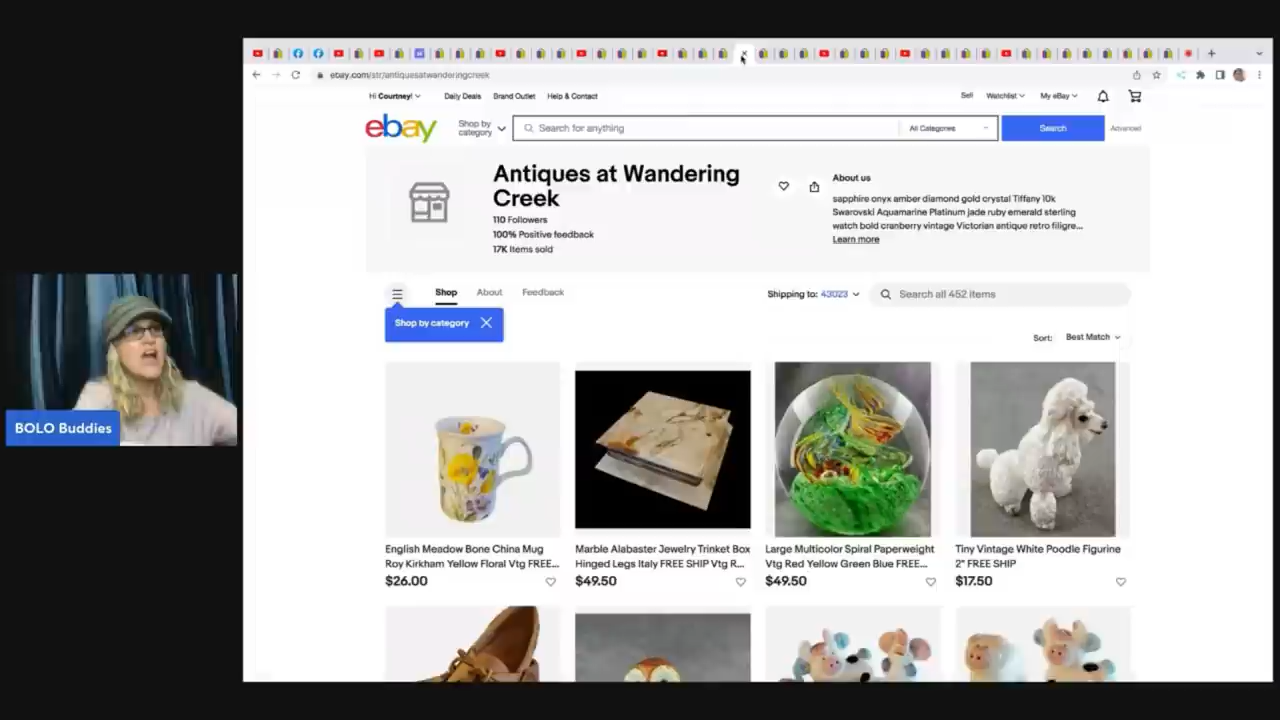 ebay.com/str/antiquesatwanderingcreek
Hi Courtney!
Daily Deals
Brand Outlet
Help & Contact
Sell
Watchlist
My eBay
ebay
Shop by
category
Search for anything
All Categories
Search
Advanced
Antiques at Wandering
Creek
110 Followers
100% Positive feedback
17K Items sold
About us
sapphire onyx amber diamond gold crystal Tiffany 10k
Swarovski Aquamarine Platinum jade ruby emerald sterling
watch bold cranberry vintage Victorian antique retro filigre...
Learn more
Shop
About
Feedback
Shipping to: 43023
Search all 452 items
Shop by category
Sort:
Best Match
BOLO Buddies
English Meadow Bone China Mug
Roy Kirkham Yellow Floral Vtg FREE...
$26.00
Marble Alabaster Jewelry Trinket Box
Hinged Legs Italy FREE SHIP Vtg R...
$49.50
Large Multicolor Spiral Paperweight
Vtg Red Yellow Green Blue FREE...
$49.50
Tiny Vintage White Poodle Figurine
2" FREE SHIP
$17.50